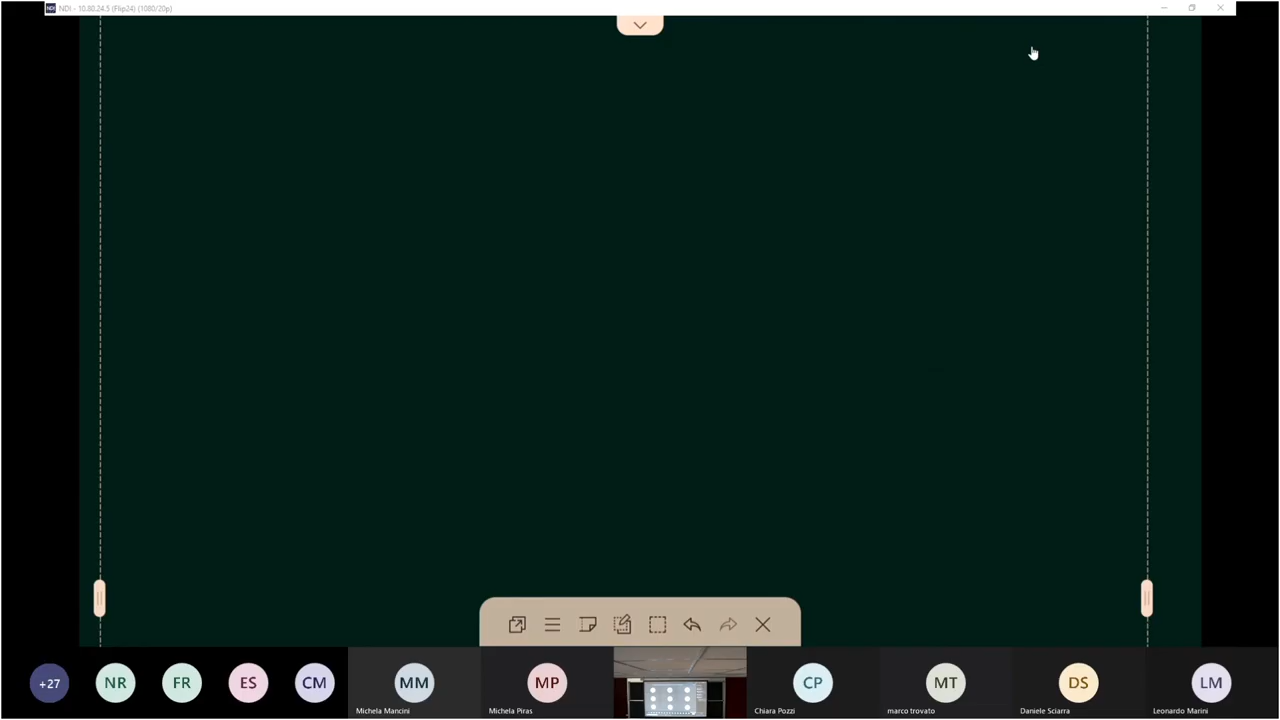 NDI NDI - 10.80.24.5 (Flip24) (1080/20p)
+27 NR FR ES CM MM MP CP MT DS LM
Michela Mancini Michela Piras Chiara Pozzi marco trovato Daniele Sciarra Leonardo Marini